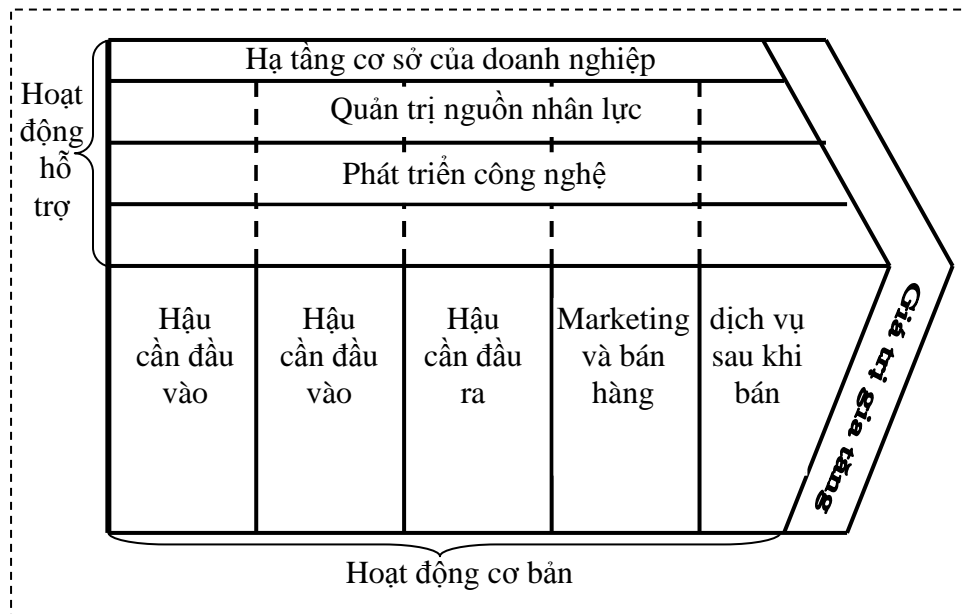 Hạ tầng cơ sở của doanh nghiệp
Hoạt
động
hỗ
trợ
Quản trị nguồn nhân lực
Phát triển công nghệ
Hậu
cần đầu
vào
Hậu
cần đầu
vào
Hậu
cần đầu
ra
Marketing
và bán
hàng
dịch vụ
sau khi
bán
Giá trị gia tăng
Hoạt động cơ bản